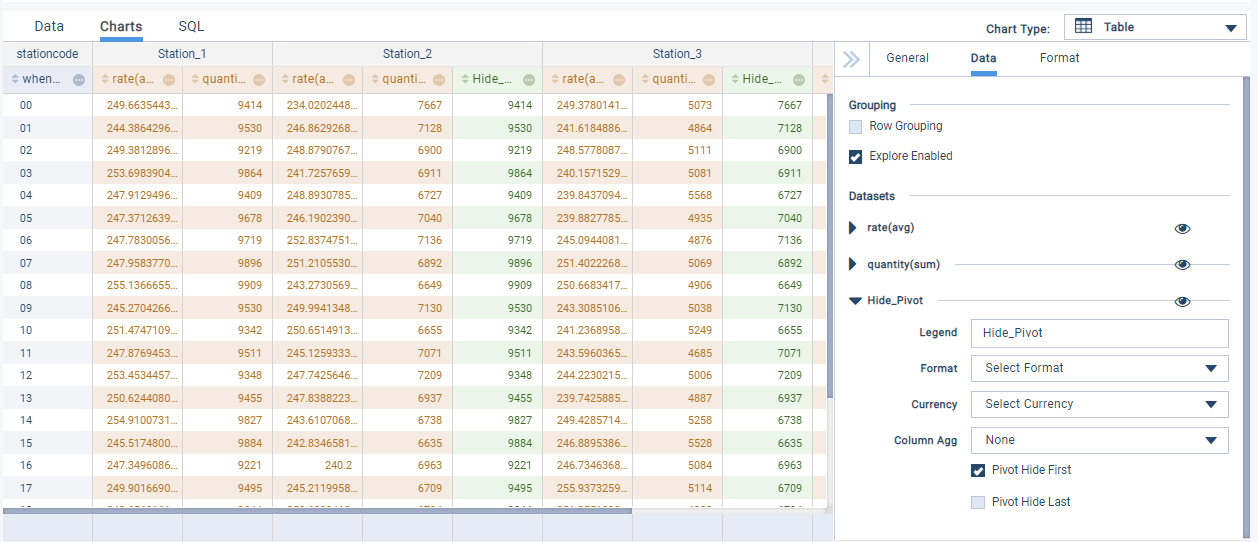 Data Charts SQL Chart Type: Table
stationcode Station_1 Station_2 Station_3
when... rate(a... quanti... rate(a... quanti... Hide_... rate(a... quanti... Hide_...
00 249.6635443... 9414 234.0202448... 7667 9414 249.3780141... 5073 7667
01 244.3864296... 9530 246.8629268... 7128 9530 241.6184886... 4864 7128
02 249.3812896... 9219 248.8790767... 6900 9219 248.5778087... 5111 6900
03 253.6983904... 9864 241.7257659... 6911 9864 240.1571529... 5081 6911
04 247.9129496... 9409 248.8930785... 6727 9409 239.8437094... 5568 6727
05 247.3712639... 9678 246.1902390... 7040 9678 239.8827785... 4935 7040
06 247.7830056... 9719 252.8374751... 7136 9719 245.0944081... 4876 7136
07 247.9583770... 9896 251.2105530... 6892 9896 251.4022268... 5069 6892
08 255.1366655... 9909 243.2730569... 6649 9909 250.6683417... 4906 6649
09 245.2704266... 9530 249.9941348... 7130 9530 243.3085106... 5038 7130
10 251.4747109... 9342 250.6514913... 6655 9342 241.2368958... 5249 6655
11 247.8769453... 9511 245.1259333... 7071 9511 243.5960365... 4685 7071
12 253.4534457... 9348 247.7425646... 7209 9348 244.2230215... 5006 7209
13 250.6244080... 9455 247.8388223... 6937 9455 239.7425885... 4887 6937
14 254.9100731... 9827 243.6107068... 6738 9827 249.4285714... 5258 6738
15 245.5174800... 9884 242.8346581... 6635 9884 246.8895386... 5528 6635
16 247.3496086... 9221 240.2 6963 9221 246.7346368... 5084 6963
17 249.9016690... 9495 245.2119958... 6709 9495 255.9373259... 5114 6709
General Data Format
Grouping
Row Grouping
Explore Enabled
Datasets
rate(avg)
quantity(sum)
Hide_Pivot
Legend Hide_Pivot
Format Select Format
Currency Select Currency
Column Agg None
Pivot Hide First
Pivot Hide Last